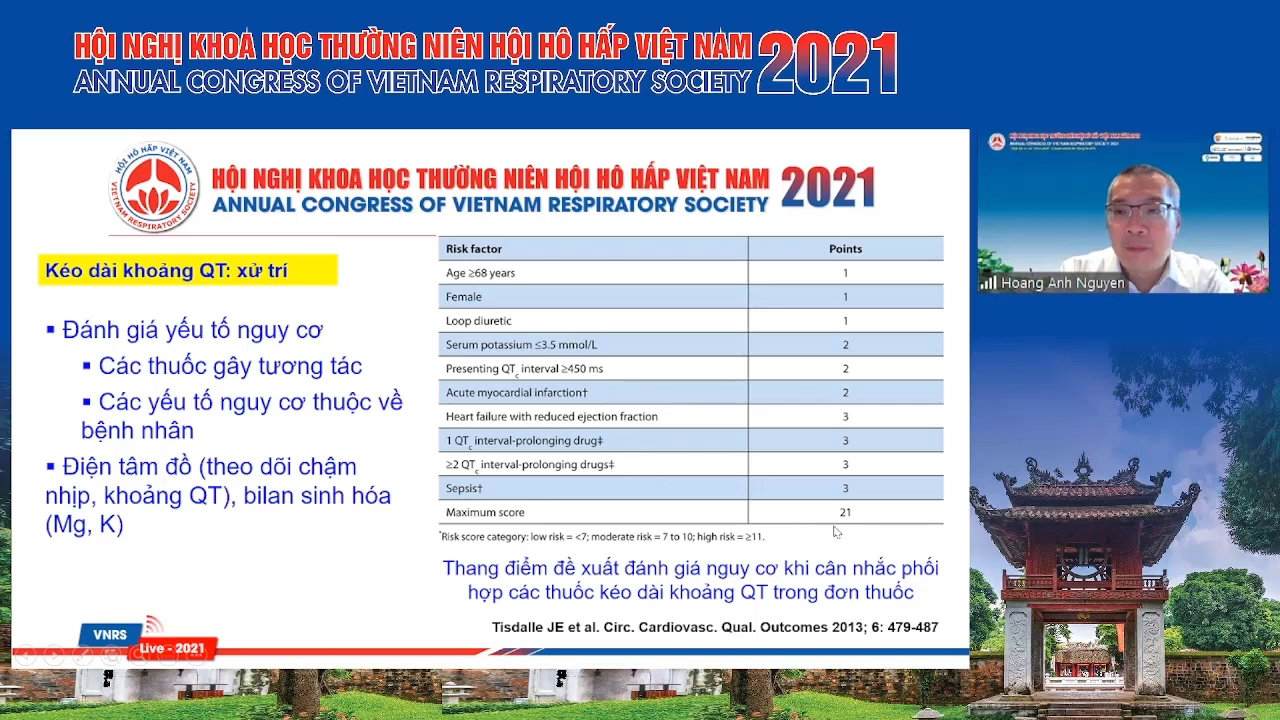 HỘI NGHỊ KHOA HỌC THƯỜNG NIÊN HỘI HÔ HẤP VIỆT NAM 2021
ANNUAL CONGRESS OF VIETNAM RESPIRATORY SOCIETY
HỘI HÔ HẤP VIỆT NAM
VIETNAM RESPIRATORY SOCIETY
HỘI NGHỊ KHOA HỌC THƯỜNG NIÊN HỘI HÔ HẤP VIỆT NAM 2021
ANNUAL CONGRESS OF VIETNAM RESPIRATORY SOCIETY
Kéo dài khoảng QT: xử trí
▪ Đánh giá yếu tố nguy cơ
▪ Các thuốc gây tương tác
▪ Các yếu tố nguy cơ thuộc về
bệnh nhân
▪ Điện tâm đồ (theo dõi chậm
nhịp, khoảng QT), bilan sinh hóa
(Mg, K)
Risk factor Points
Age ≥68 years 1
Female 1
Loop diuretic 1
Serum potassium ≤3.5 mmol/L 2
Presenting QTc interval ≥450 ms 2
Acute myocardial infarction† 2
Heart failure with reduced ejection fraction 3
1 QTc interval-prolonging drug‡ 3
≥2 QTc interval-prolonging drugs‡ 3
Sepsis† 3
Maximum score 21
*Risk score category: low risk = <7; moderate risk = 7 to 10; high risk = ≥11.
Thang điểm đề xuất đánh giá nguy cơ khi cân nhắc phối
hợp các thuốc kéo dài khoảng QT trong đơn thuốc
Tisdalle JE et al. Circ. Cardiovasc. Qual. Outcomes 2013; 6: 479-487
VNRS
Live - 2021
Hoang Anh Nguyen